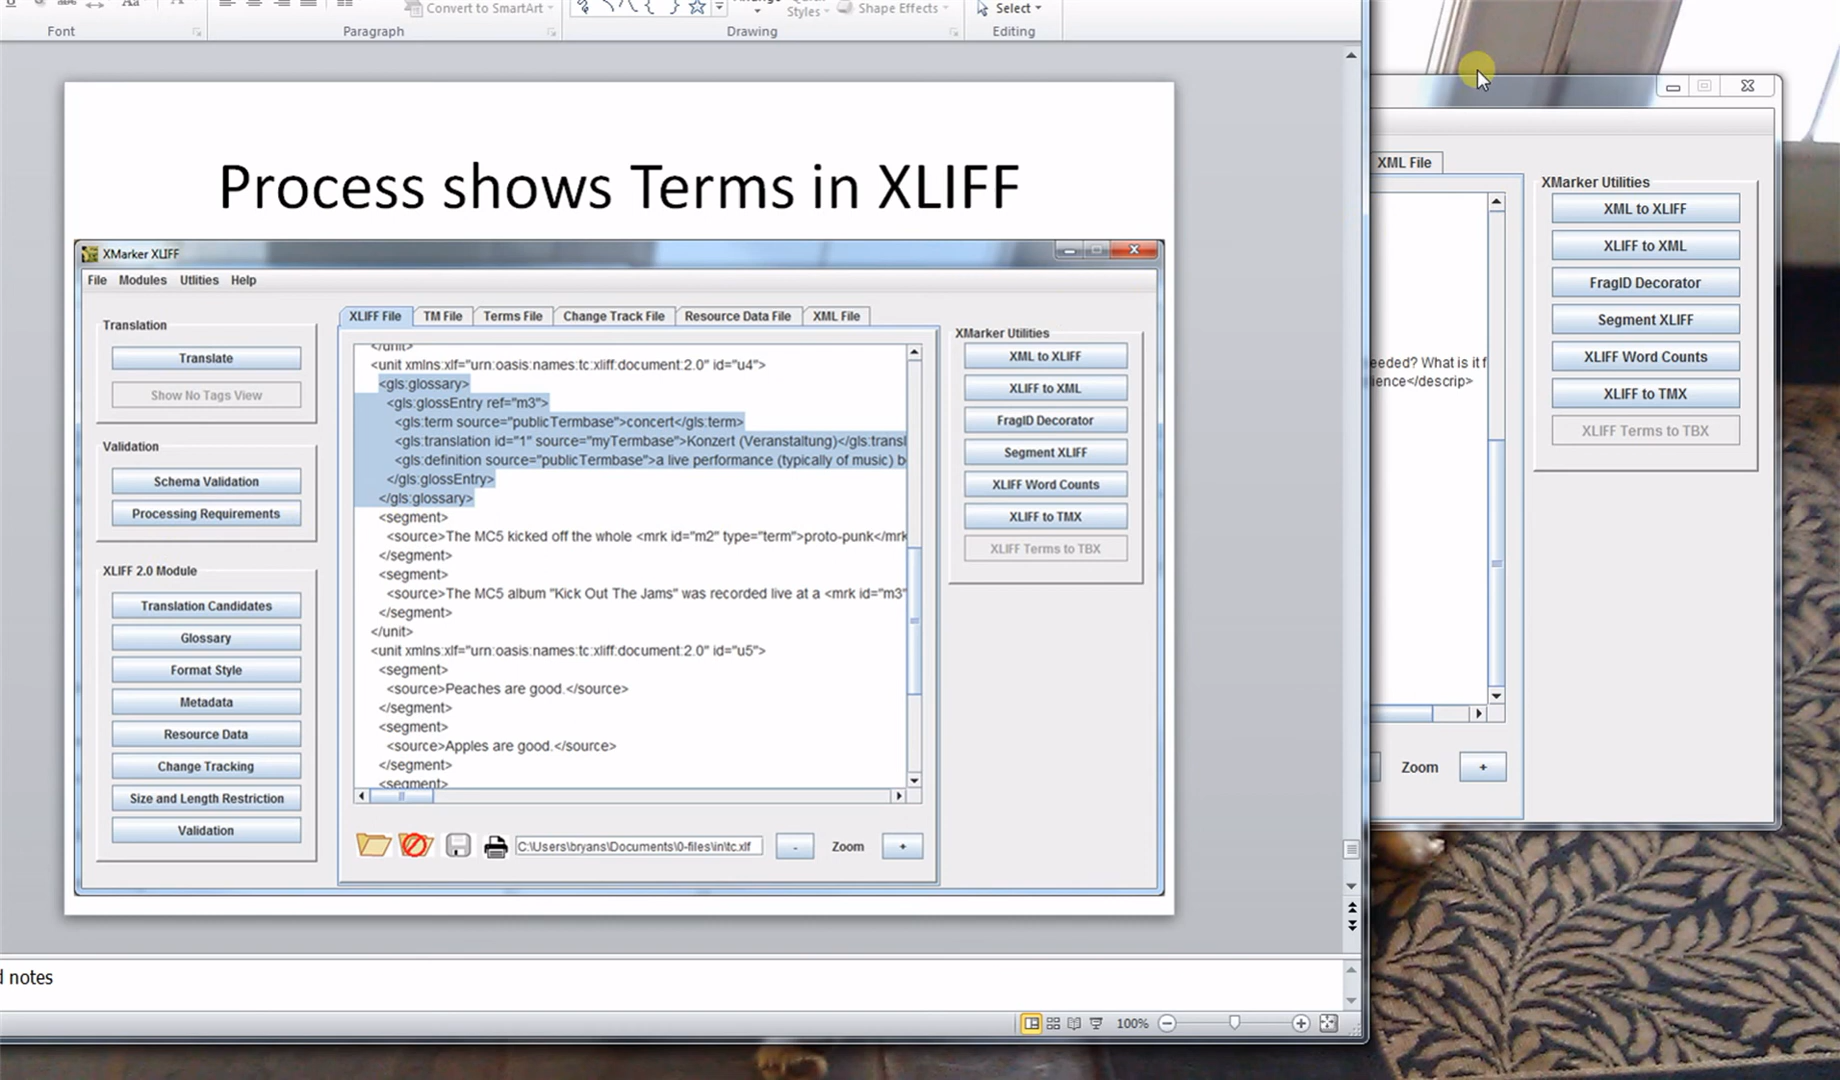 Convert to SmartArt
Styles
Shape Effects
Select
Font
Paragraph
Drawing
Editing
Process shows Terms in XLIFF
XMarker XLIFF
File Modules Utlities Help
Translation
Translate
Show No Tags View
Validation
Schema Validation
Processing Requirements
XLIFF 2.0 Module
Translation Candidates
Glossary
Format Style
Metadata
Resource Data
Change Tracking
Size and Length Restriction
Validation
XLIFF File TM File Terms File Change Track File Resource Data File XML File
</unit>
<unit xmlns:xlf="urn:oasis:names:tc:xliff:document:2.0" id="u4">
<gls:glossary>
<gls:glossEntry ref="m3">
<gls:term source="publicTermbase">concert</gls:term>
<gls:translation id="1" source="myTermbase">Konzert (Veranstaltung)</gls:transl
<gls:definition source="publicTermbase">a live performance (typically of music) b
</gls:glossEntry>
</gls:glossary>
<segment>
<source>The MC5 kicked off the whole <mrk id="m2" type="term">proto-punk</mrk
</segment>
<segment>
<source>The MC5 album "Kick Out The Jams" was recorded live at a <mrk id="m3"
</segment>
</unit>
<unit xmlns:xlf="urn:oasis:names:tc:xliff:document:2.0" id="u5">
<segment>
<source>Peaches are good.</source>
</segment>
<segment>
<source>Apples are good.</source>
</segment>
<segment>
C:\Users\bryans\Documents\0-files\in\tc.xlf
- Zoom +
XMarker Utilities
XML to XLIFF
XLIFF to XML
FragID Decorator
Segment XLIFF
XLIFF Word Counts
XLIFF to TMX
XLIFF Terms to TBX
d notes
100%
XML File
eeded? What is it f
ience</descrip>
Zoom +
XMarker Utilities
XML to XLIFF
XLIFF to XML
FragID Decorator
Segment XLIFF
XLIFF Word Counts
XLIFF to TMX
XLIFF Terms to TBX